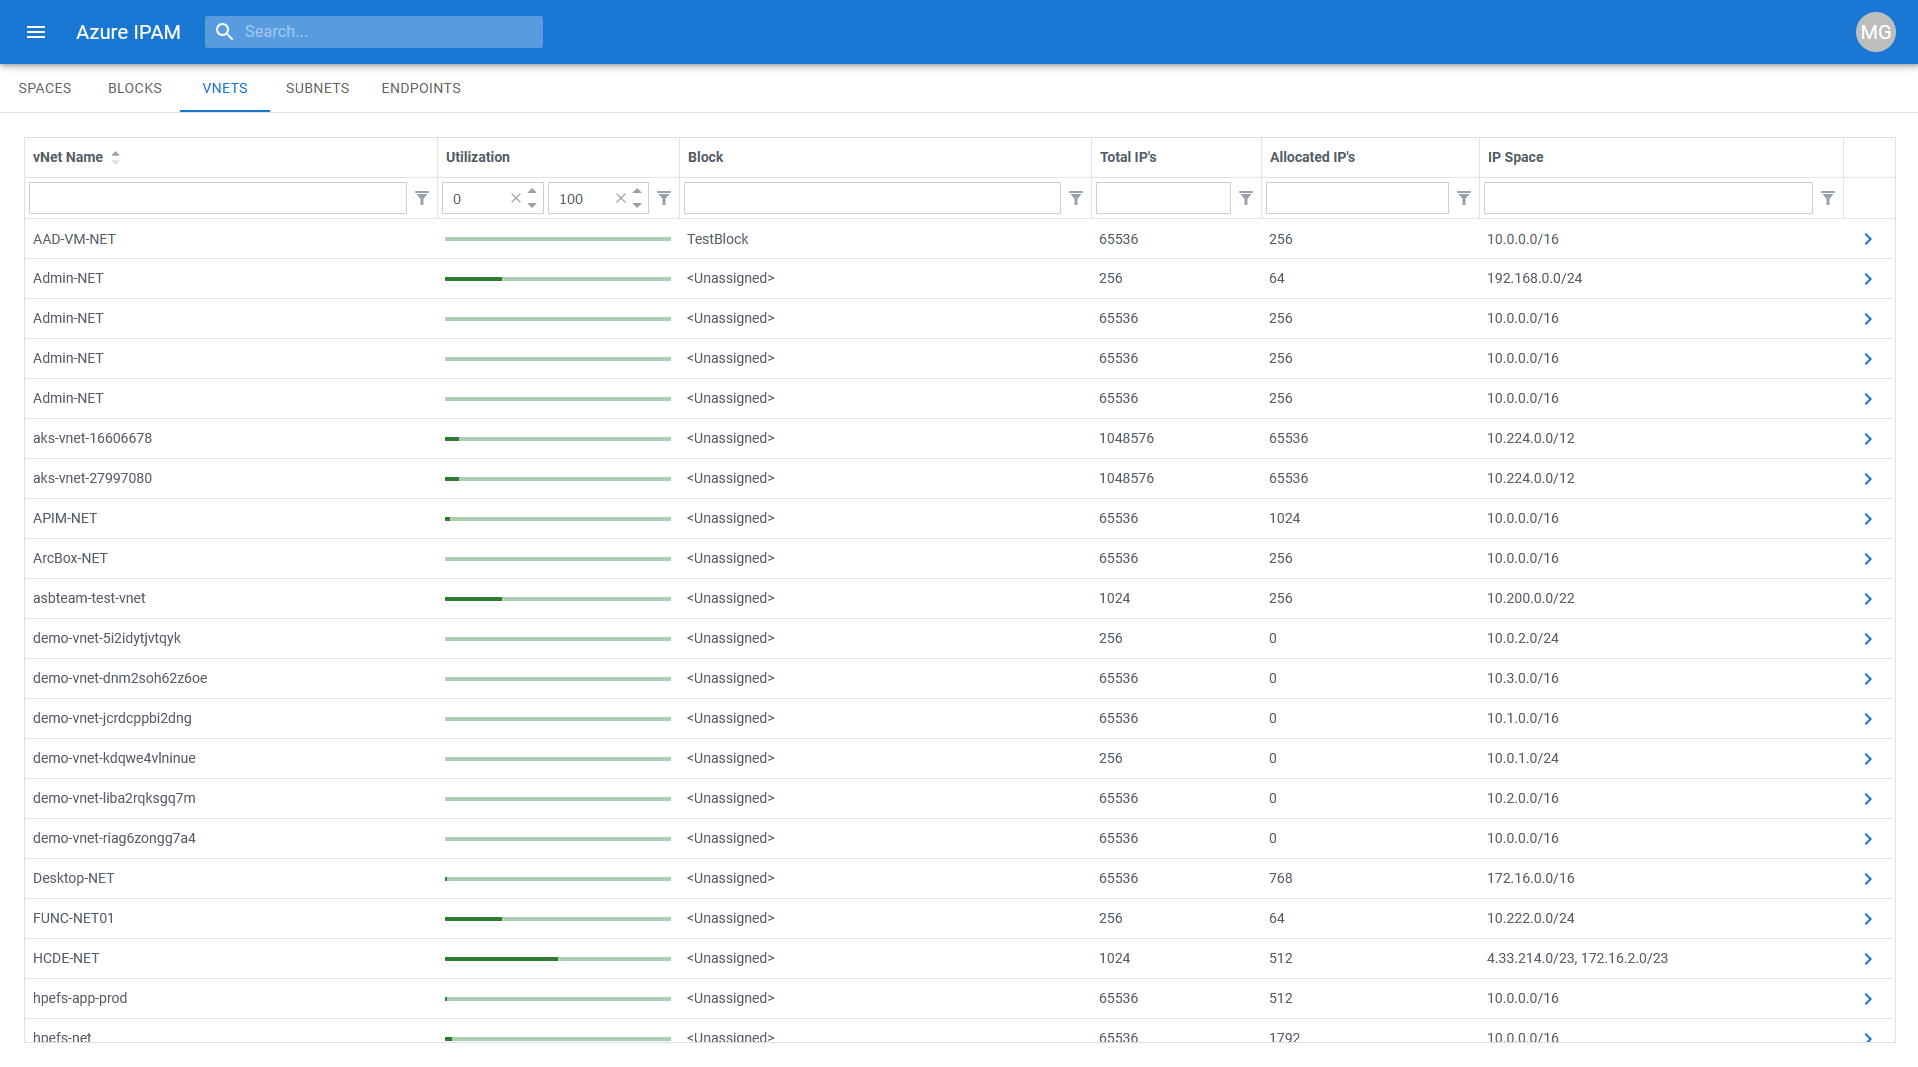 Azure IPAM Search... MG
SPACES BLOCKS VNETS SUBNETS ENDPOINTS
vNet Name Utilization Block Total IP's Allocated IP's IP Space
0 100
AAD-VM-NET TestBlock 65536 256 10.0.0.0/16
Admin-NET <Unassigned> 256 64 192.168.0.0/24
Admin-NET <Unassigned> 65536 256 10.0.0.0/16
Admin-NET <Unassigned> 65536 256 10.0.0.0/16
Admin-NET <Unassigned> 65536 256 10.0.0.0/16
aks-vnet-16606678 <Unassigned> 1048576 65536 10.224.0.0/12
aks-vnet-27997080 <Unassigned> 1048576 65536 10.224.0.0/12
APIM-NET <Unassigned> 65536 1024 10.0.0.0/16
ArcBox-NET <Unassigned> 65536 256 10.0.0.0/16
asbteam-test-vnet <Unassigned> 1024 256 10.200.0.0/22
demo-vnet-5i2idytjvtqyk <Unassigned> 256 0 10.0.2.0/24
demo-vnet-dnm2soh62z6oe <Unassigned> 65536 0 10.3.0.0/16
demo-vnet-jcrdcppbi2dng <Unassigned> 65536 0 10.1.0.0/16
demo-vnet-kdqwe4vlninue <Unassigned> 256 0 10.0.1.0/24
demo-vnet-liba2rqksgq7m <Unassigned> 65536 0 10.2.0.0/16
demo-vnet-riag6zongg7a4 <Unassigned> 65536 0 10.0.0.0/16
Desktop-NET <Unassigned> 65536 768 172.16.0.0/16
FUNC-NET01 <Unassigned> 256 64 10.222.0.0/24
HCDE-NET <Unassigned> 1024 512 4.33.214.0/23, 172.16.2.0/23
hpefs-app-prod <Unassigned> 65536 512 10.0.0.0/16
hpefs-net <Unassigned> 65536 1792 10.0.0.0/16